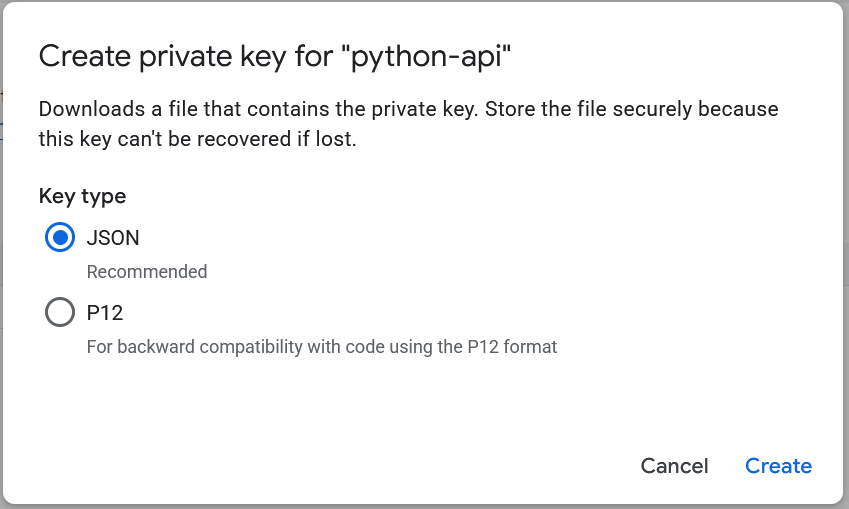 Create private key for "python-api"
Downloads a file that contains the private key. Store the file securely because
this key can't be recovered if lost.
Key type
JSON
Recommended
P12
For backward compatibility with code using the P12 format
Cancel Create